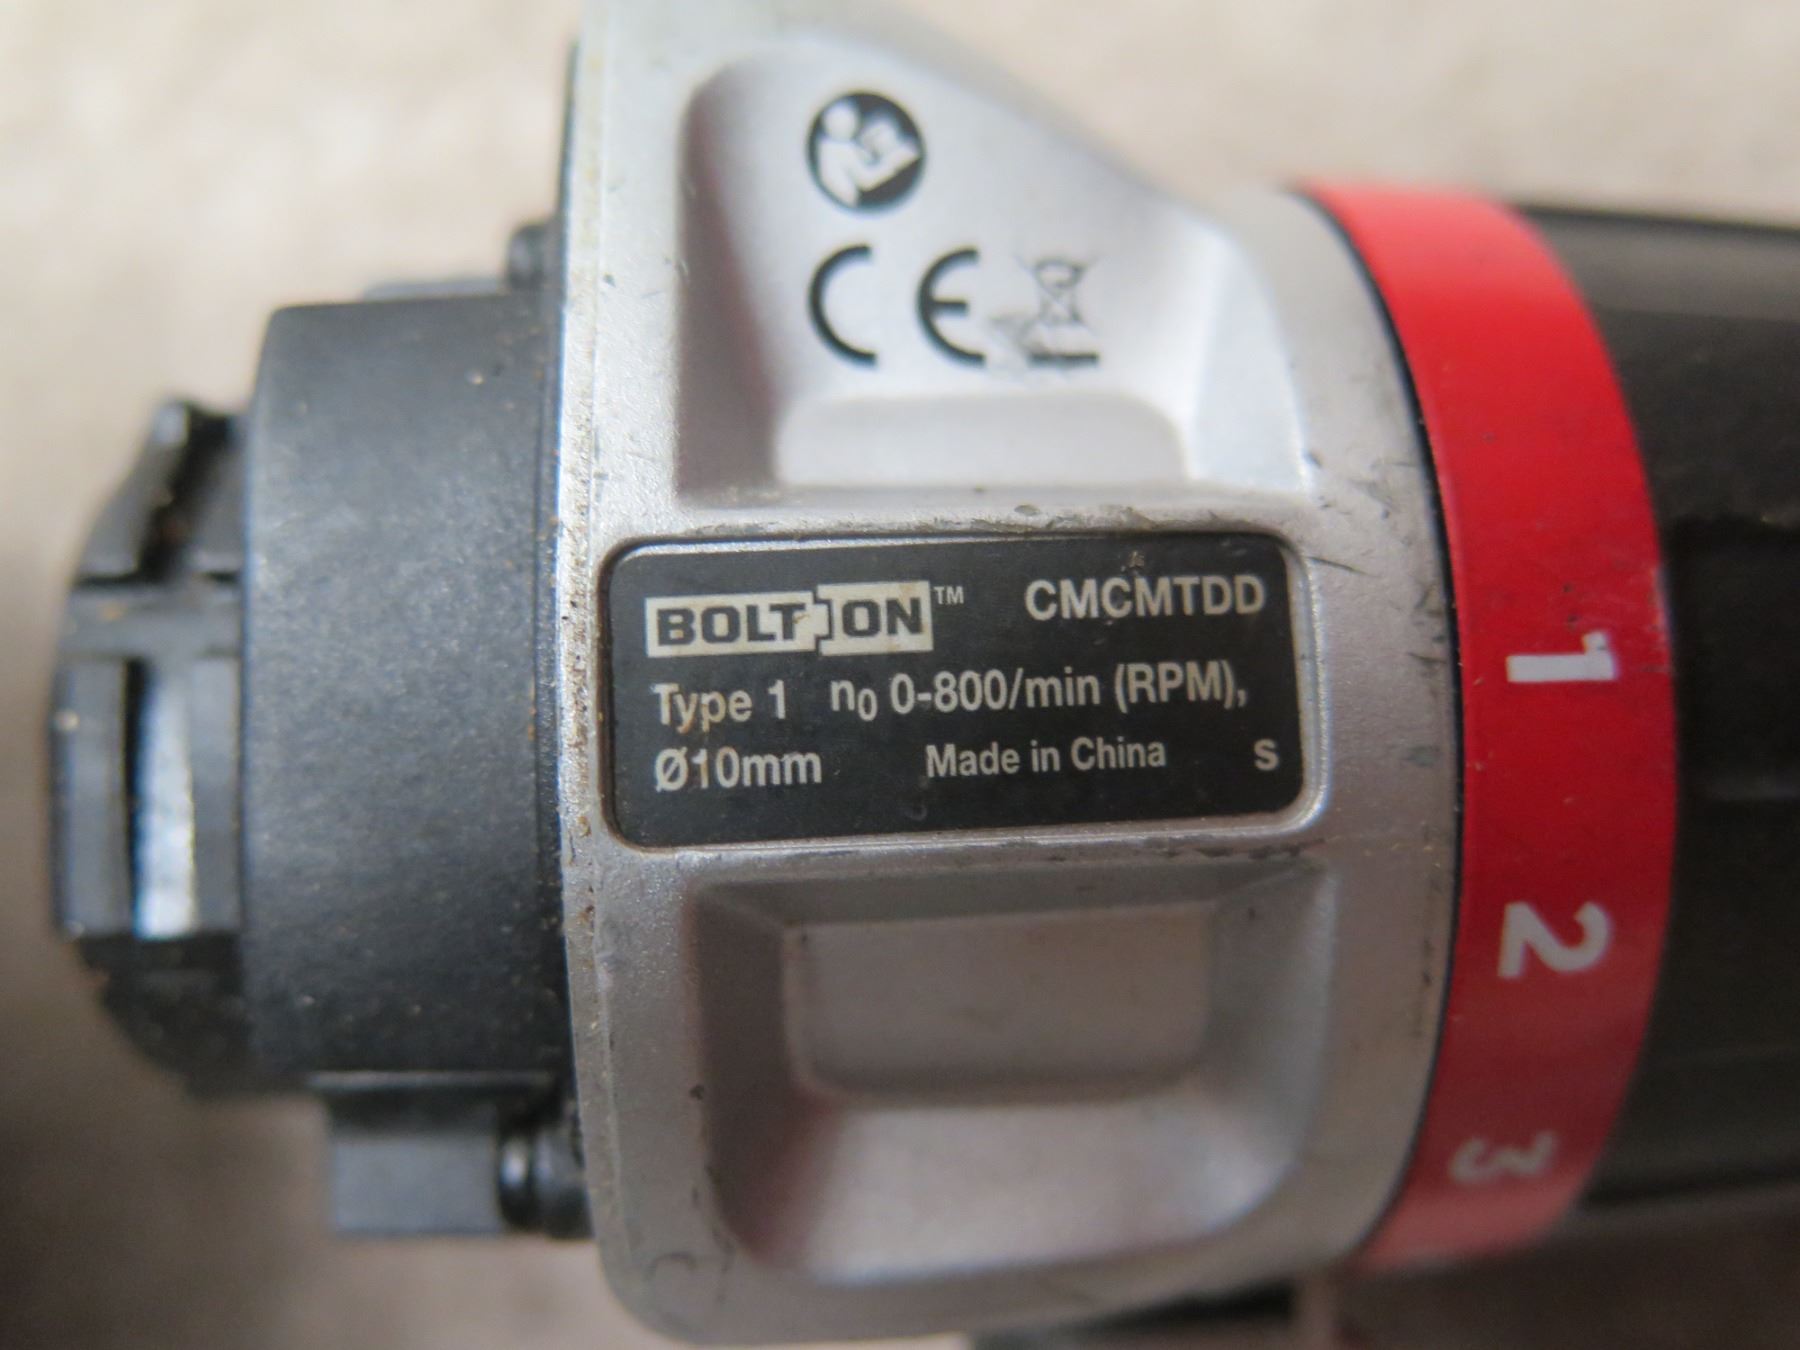 CE
BOLT ON™ CMCMTDD
Type 1 n₀ 0-800/min (RPM),
Ø10mm Made in China S
1
2
3